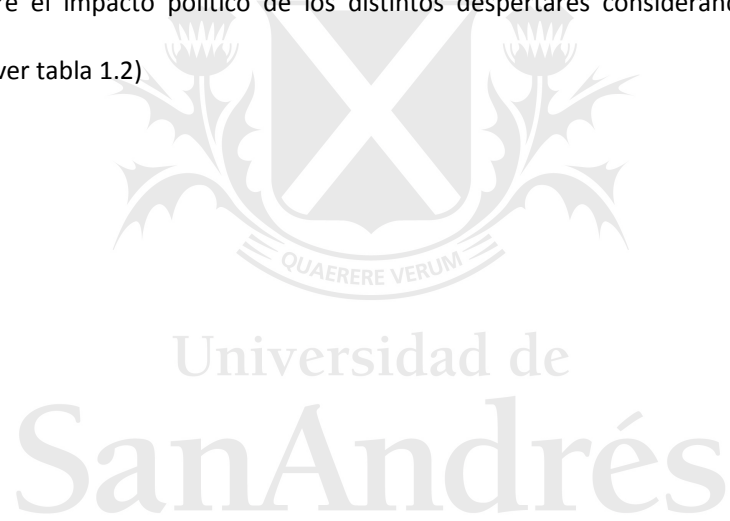 re el impacto político de los distintos despertares considerand
ver tabla 1.2)
QUAERERE VERUM
Universidad de
SanAndrés